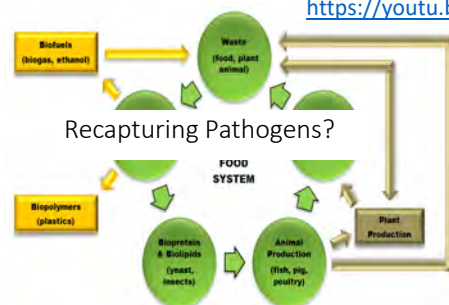 https://youtu.b
Biofuels
(biogas, ethanol)
Waste
(food, plant
animal)
Recapturing Pathogens?
FOOD
SYSTEM
Biopolymers
(plastics)
Bioprotein
& Biolipids
(yeast,
insects)
Animal
Production
(fish, pig,
poultry)
Plant
Production